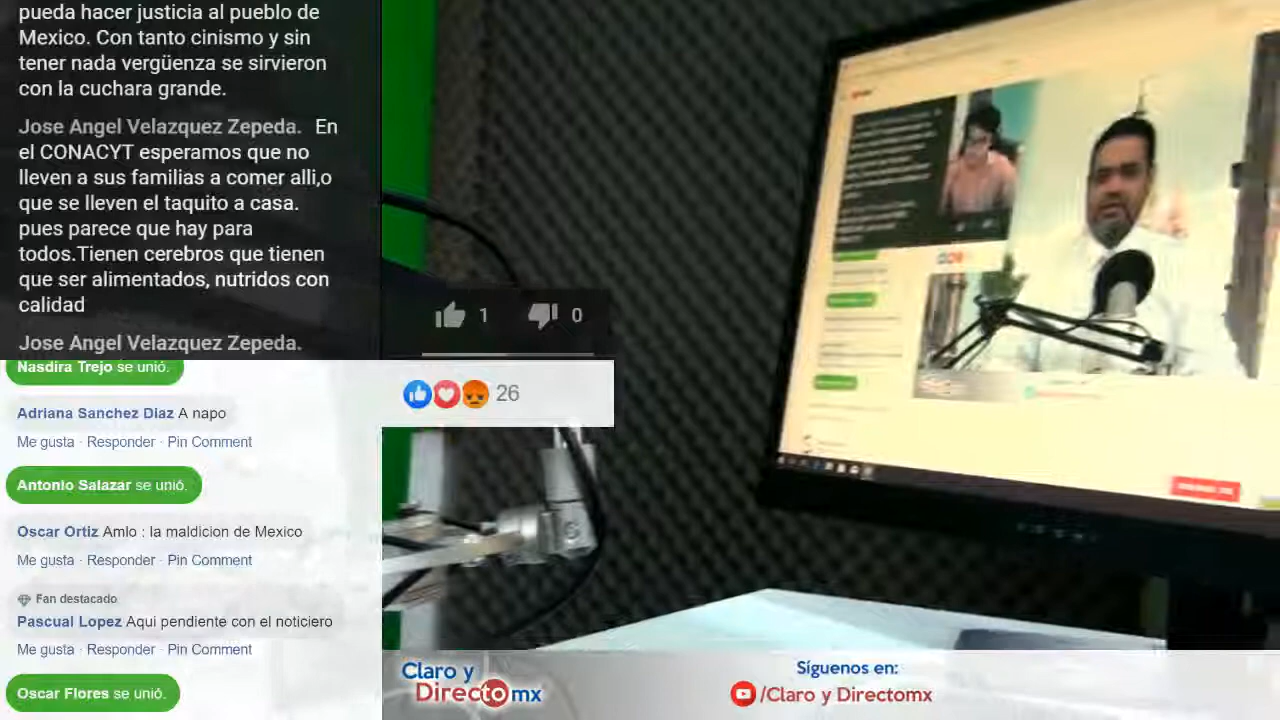 pueda hacer justicia al pueblo de
Mexico. Con tanto cinismo y sin
tener nada vergüenza se sirvieron
con la cuchara grande.
Jose Angel Velazquez Zepeda. En
el CONACYT esperamos que no
lleven a sus familias a comer alli,o
que se lleven el taquito a casa.
pues parece que hay para
todos.Tienen cerebros que tienen
que ser alimentados, nutridos con
calidad
Jose Angel Velazquez Zepeda.
1 0
26
Nasdira Trejo se unió.
Adriana Sanchez Diaz A napo
Me gusta · Responder · Pin Comment
Antonio Salazar se unió.
Oscar Ortiz Amlo : la maldicion de Mexico
Me gusta · Responder · Pin Comment
Fan destacado
Pascual Lopez Aqui pendiente con el noticiero
Me gusta · Responder · Pin Comment
Oscar Flores se unió.
Claro y
Directomx
Síguenos en:
/Claro y Directomx